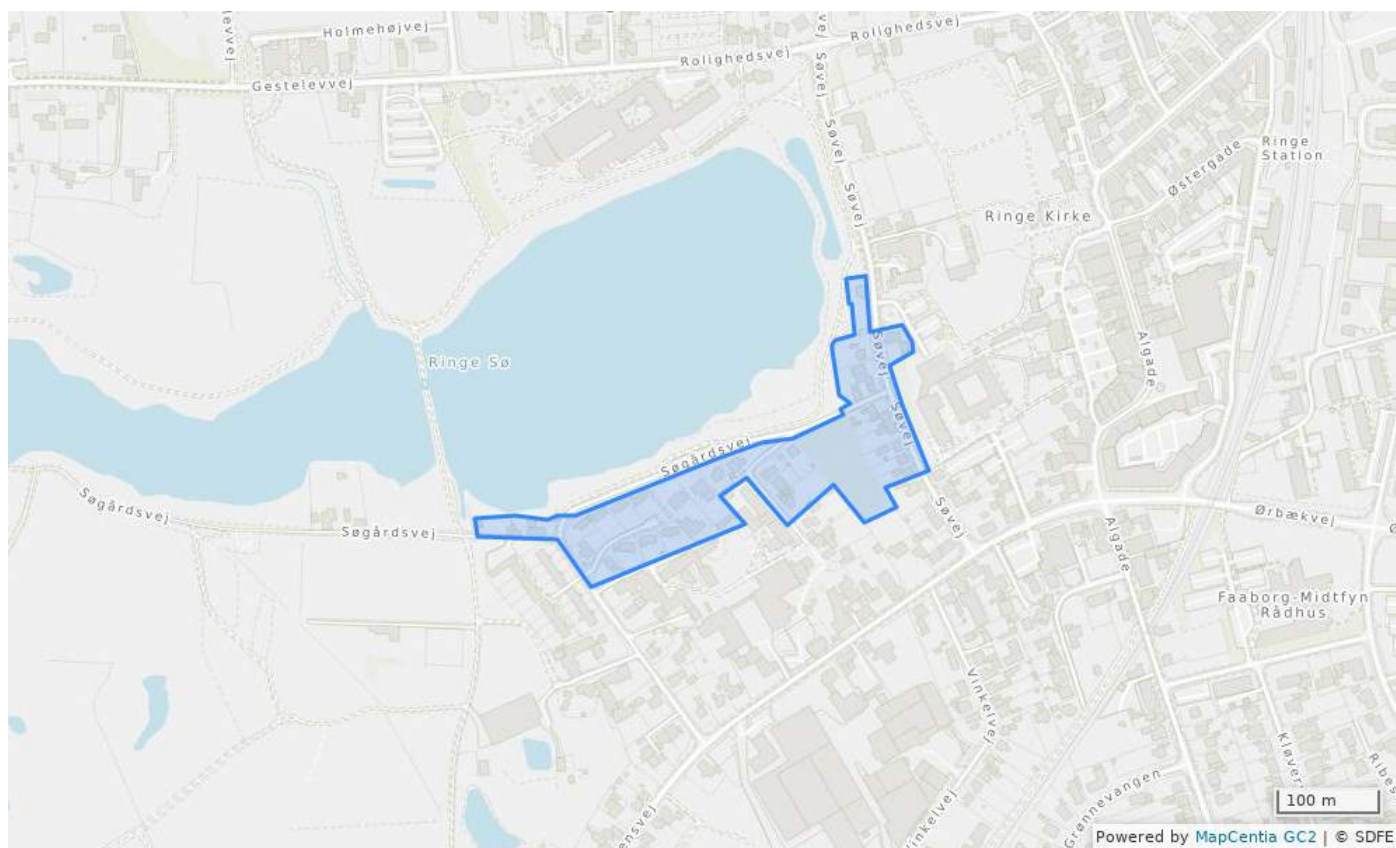 Holmehøjvej
Rolighedsvej
Rolighedsvej
Gestelevvej
Søvej
Søvej
Søvej
Ringe
Station
Østergade
Ringe Kirke
Algade
Ringe Sø
Søvej
Søvej
Søgårdsvej
Søgårdsvej
Søgårdsvej
Søvej
Algade
Ørbækvej
Faaborg-Midtfyn
Rådhus
Vinkelvej
Vinkelvej
Grønnevangen
100 m
Powered by MapCentia GC2 | © SDFE